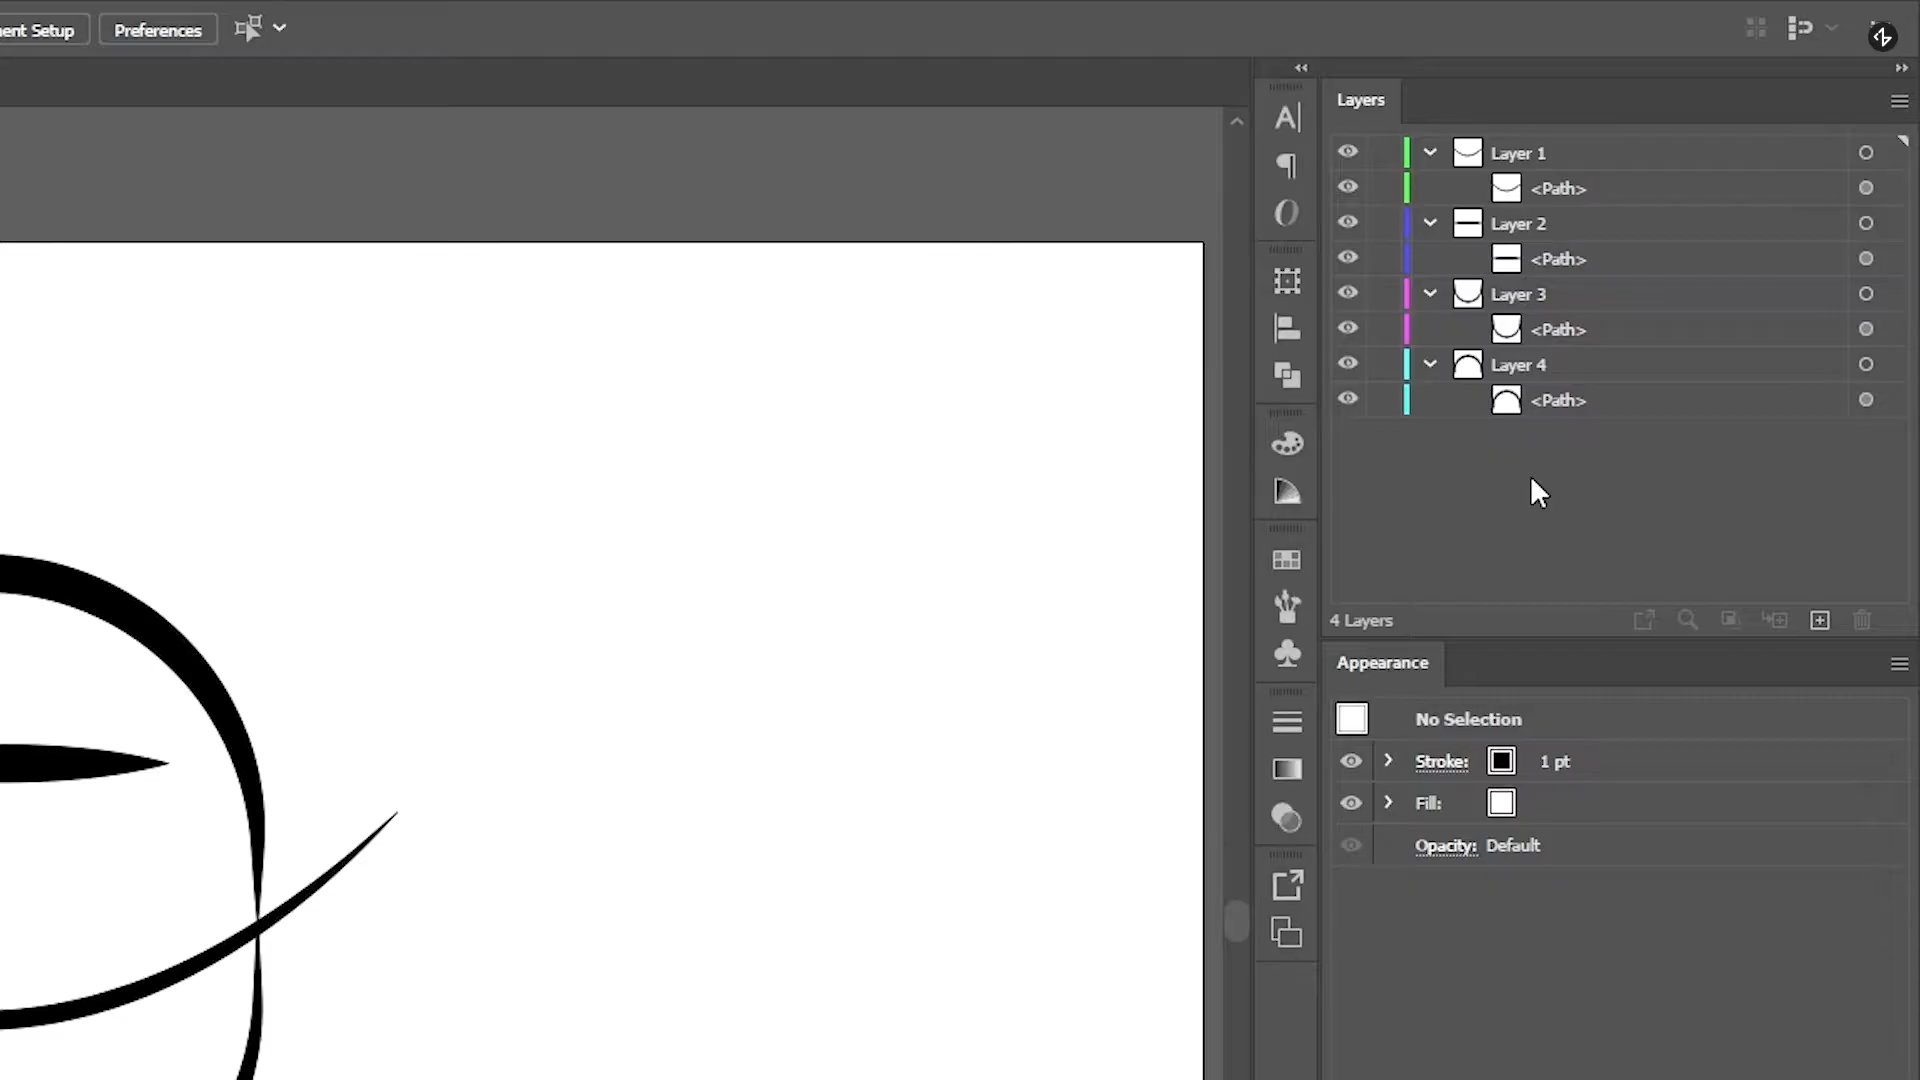 ent Setup
Preferences
Layers
Layer 1
<Path>
Layer 2
<Path>
Layer 3
<Path>
Layer 4
<Path>
4 Layers
Appearance
No Selection
Stroke: 1 pt
Fill:
Opacity: Default